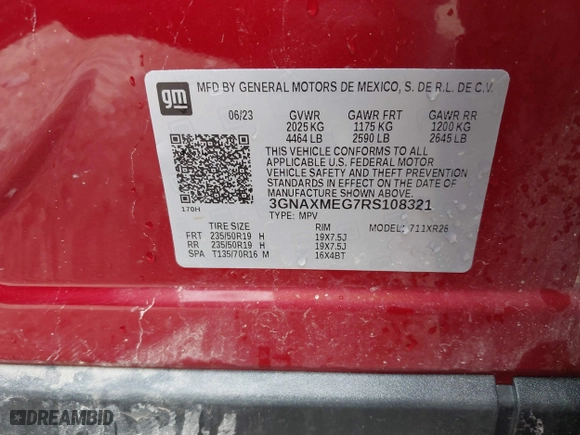 gm
MFD BY GENERAL MOTORS DE MEXICO, S. DE R.L. DE C.V.
06/23 GVWR GAWR FRT GAWR RR
2025 KG 1175 KG 1200 KG
4464 LB 2590 LB 2645 LB
THIS VEHICLE CONFORMS TO ALL
APPLICABLE U.S. FEDERAL MOTOR
VEHICLE SAFETY AND THEFT PREVENTION
STANDARDS IN EFFECT ON THE DATE OF
MANUFACTURE SHOWN ABOVE.
3GNAXMEG7RS108321
170H
TYPE: MPV
TIRE SIZE RIM MODEL: 711XR26
FRT 235/50R19 H 19X7.5J
RR 235/50R19 H 19X7.5J
SPA T135/70R16 M 16X4BT
DREAMBID